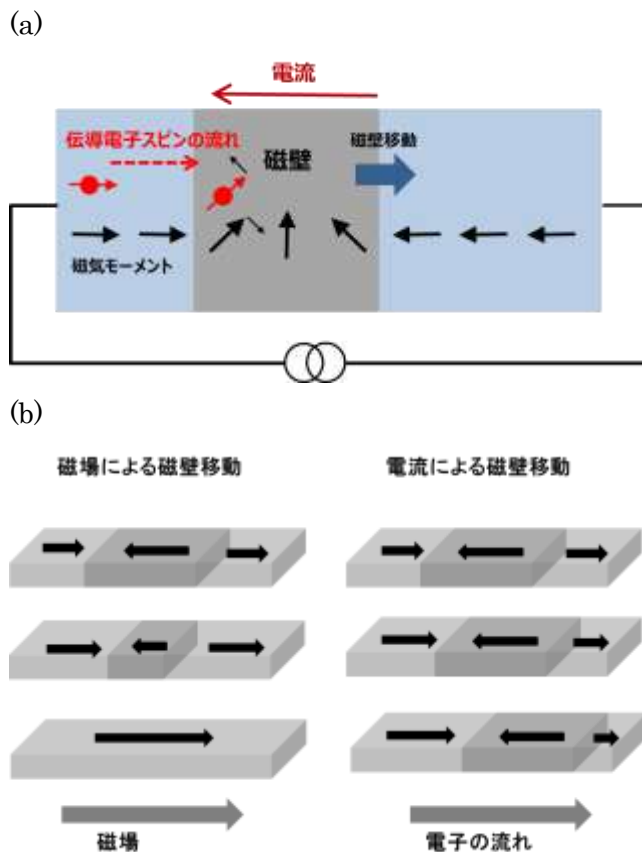 (a)
電流
伝導電子スピンの流れ
磁壁
磁壁移動
磁気モーメント
(b)
磁場による磁壁移動
電流による磁壁移動
磁場
電子の流れ